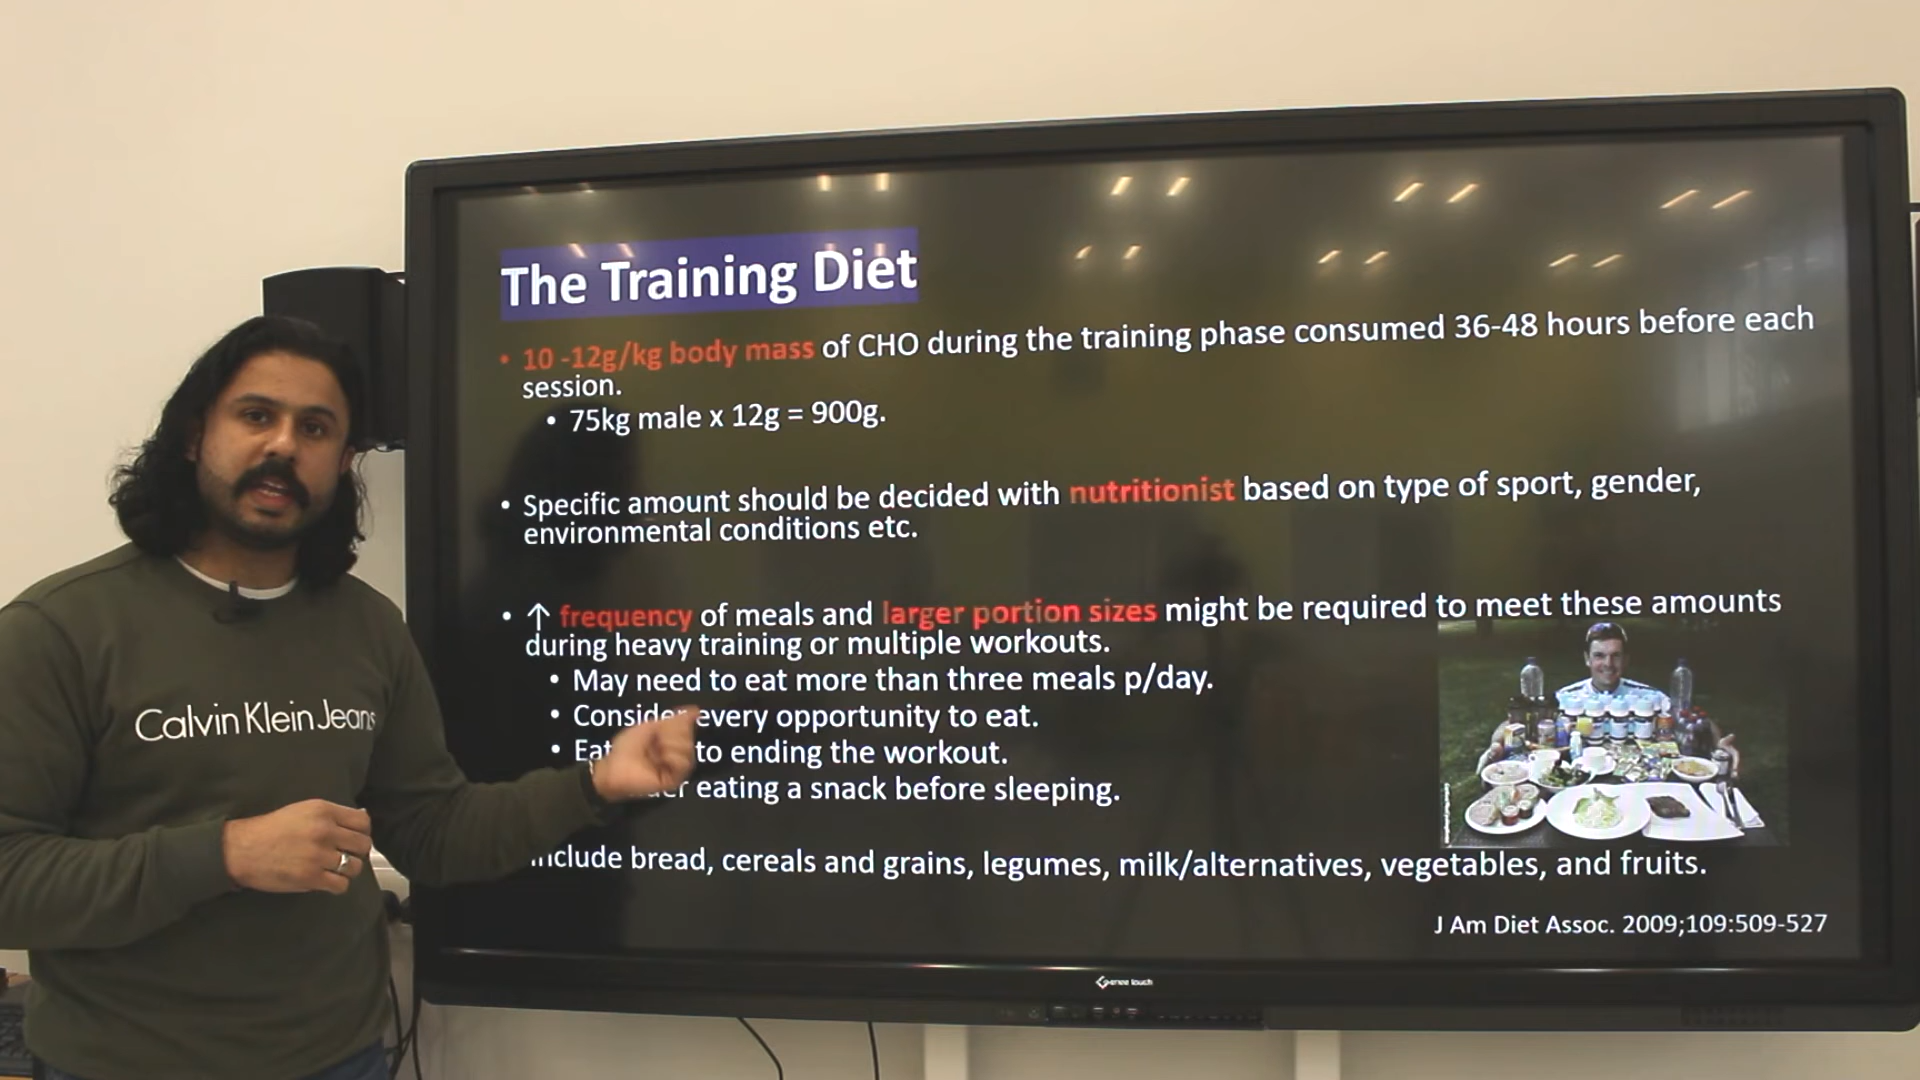 The Training Diet
• 10 -12g/kg body mass of CHO during the training phase consumed 36-48 hours before each
session.
• 75kg male x 12g = 900g.
• Specific amount should be decided with nutritionist based on type of sport, gender,
environmental conditions etc.
• ↑ frequency of meals and larger portion sizes might be required to meet these amounts
during heavy training or multiple workouts.
• May need to eat more than three meals p/day.
• Consider every opportunity to eat.
• Eat to ending the workout.
eating a snack before sleeping.
include bread, cereals and grains, legumes, milk/alternatives, vegetables, and fruits.
J Am Diet Assoc. 2009;109:509-527
Calvin Klein Jeans